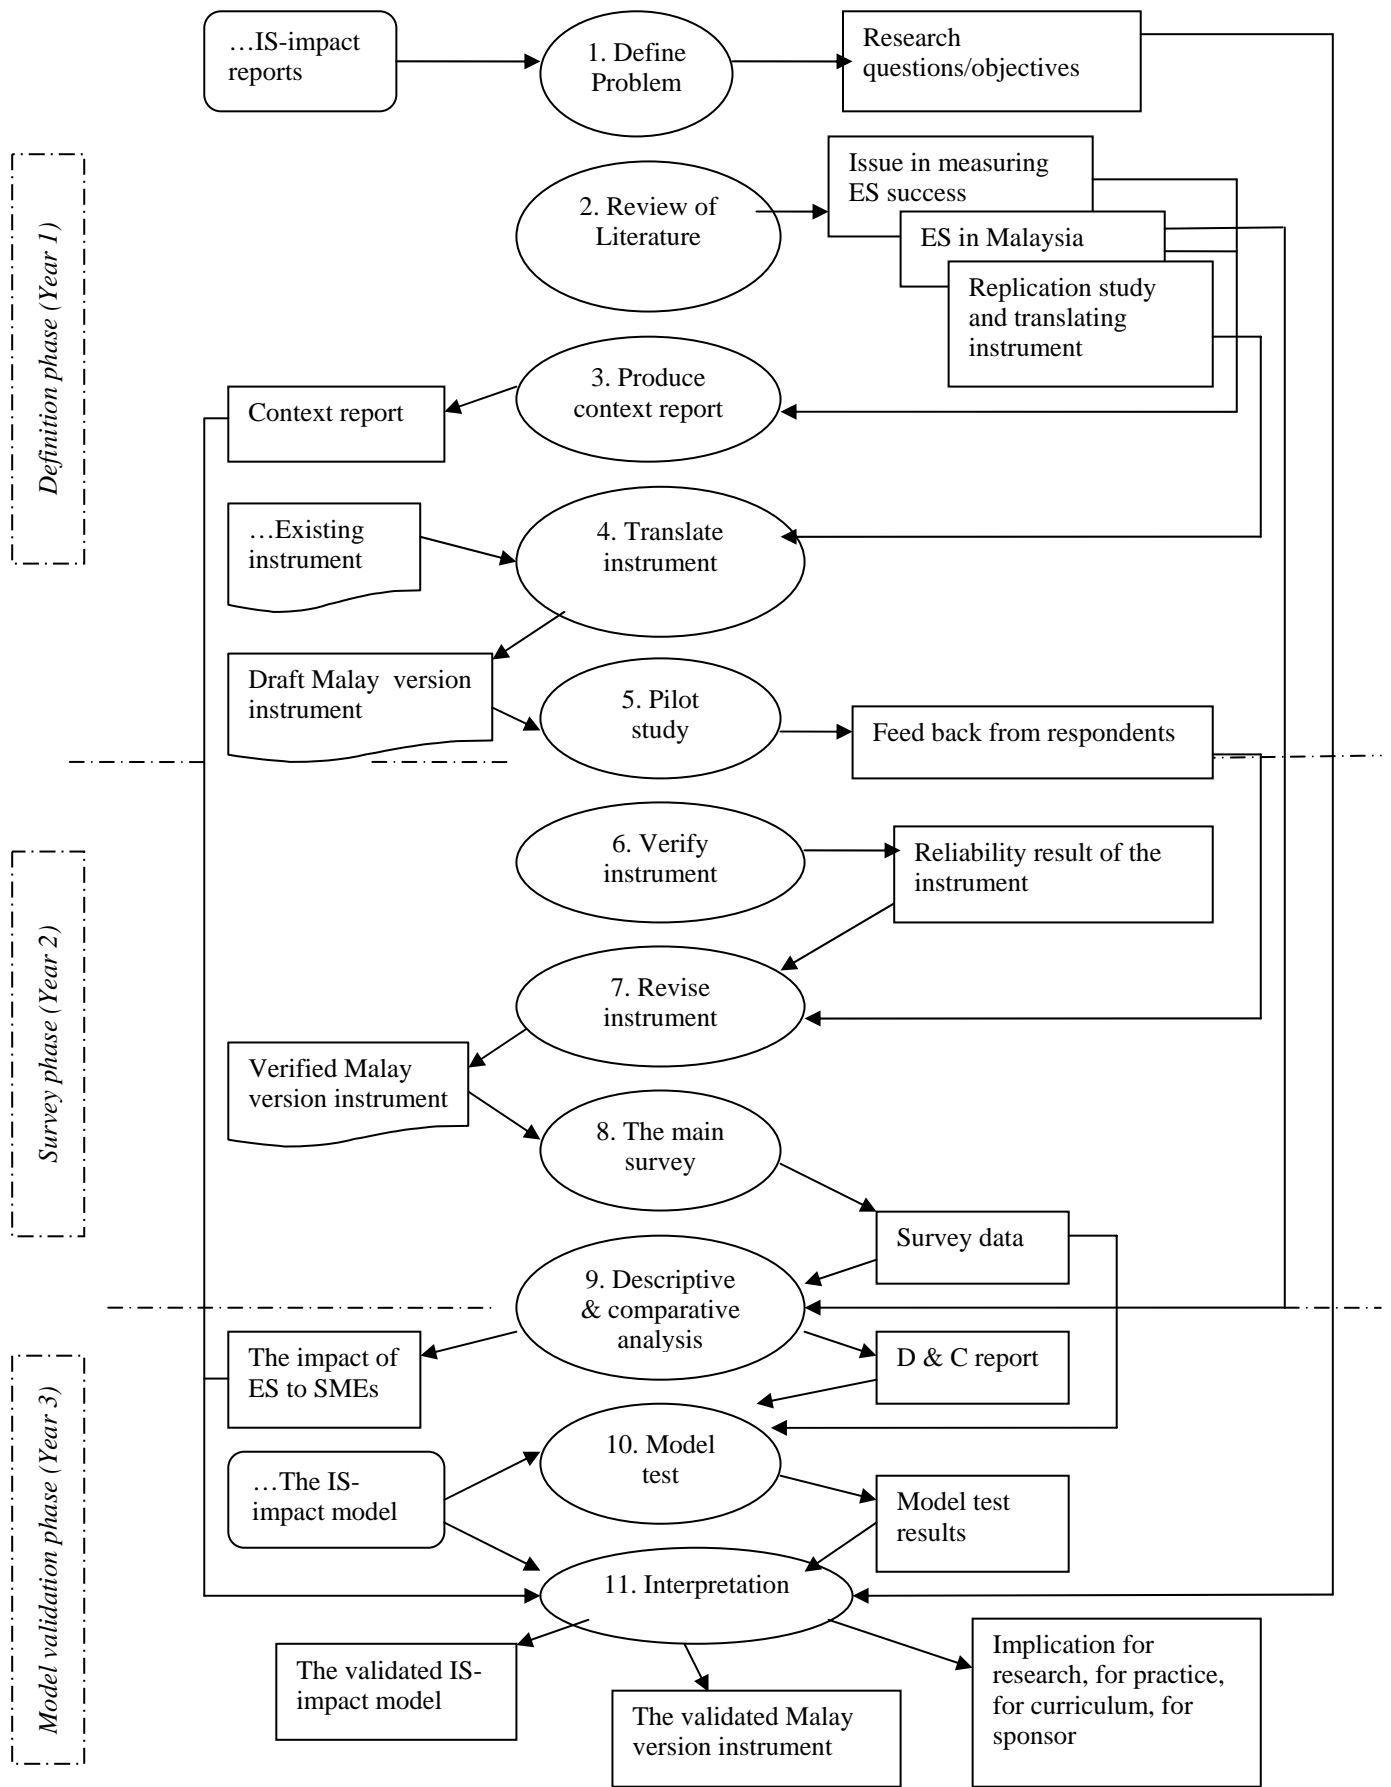 …IS-impact
reports
1. Define
Problem
Research
questions/objectives
Definition phase (Year 1)
2. Review of
Literature
Issue in measuring
ES success
ES in Malaysia
Replication study
and translating
instrument
3. Produce
context report
Context report
…Existing
instrument
4. Translate
instrument
Draft Malay version
instrument
5. Pilot
study
Feed back from respondents
Survey phase (Year 2)
6. Verify
instrument
Reliability result of the
instrument
7. Revise
instrument
Verified Malay
version instrument
8. The main
survey
Survey data
9. Descriptive
& comparative
analysis
The impact of
ES to SMEs
D & C report
Model validation phase (Year 3)
10. Model
test
…The IS-
impact model
Model test
results
11. Interpretation
The validated IS-
impact model
The validated Malay
version instrument
Implication for
research, for practice,
for curriculum, for
sponsor